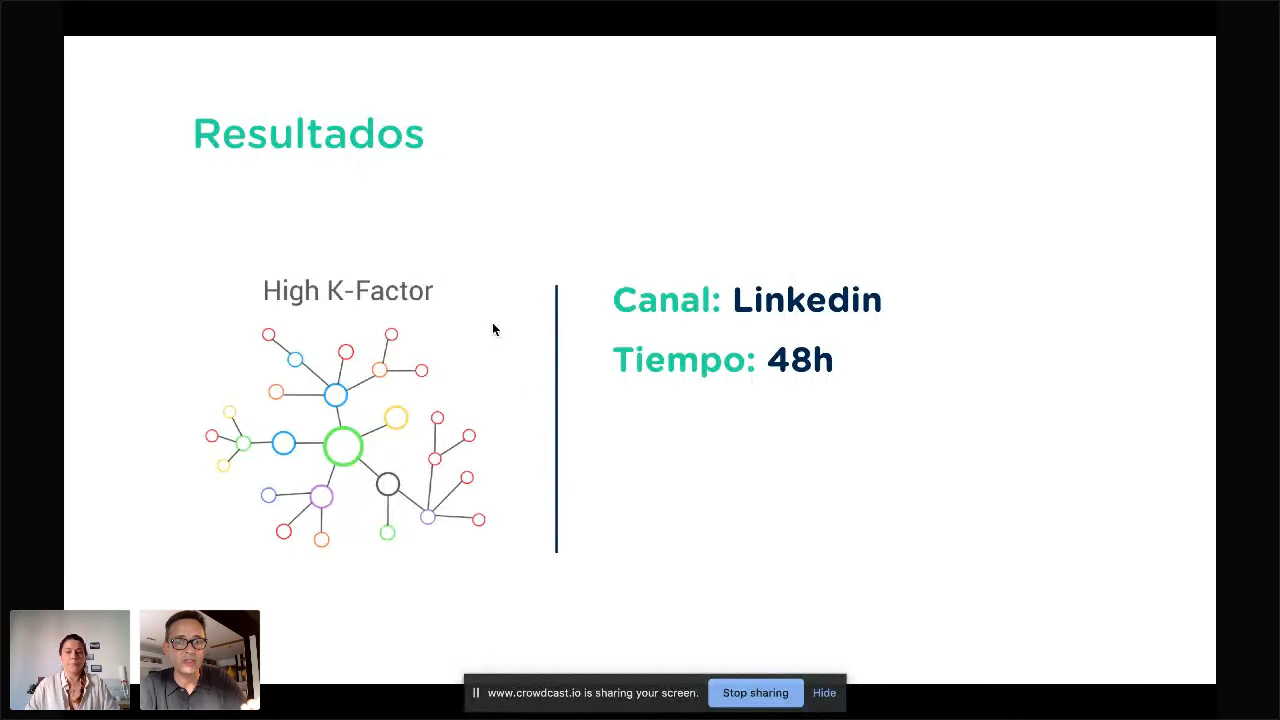 Resultados
High K-Factor
Canal: Linkedin
Tiempo: 48h
www.crowdcast.io is sharing your screen.
Stop sharing
Hide